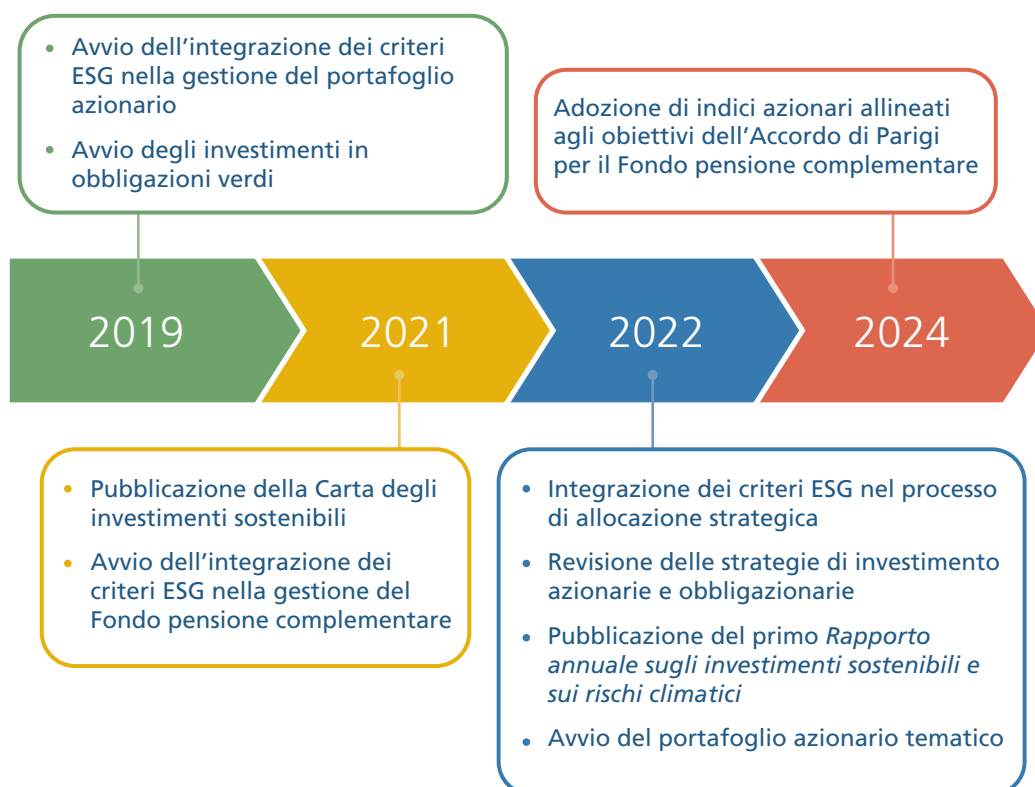 • Avvio dell’integrazione dei criteri
ESG nella gestione del portafoglio
azionario
• Avvio degli investimenti in
obbligazioni verdi
Adozione di indici azionari allineati
agli obiettivi dell’Accordo di Parigi
per il Fondo pensione complementare
2019
2021
2022
2024
• Pubblicazione della Carta degli
investimenti sostenibili
• Avvio dell’integrazione dei
criteri ESG nella gestione del
Fondo pensione complementare
• Integrazione dei criteri ESG nel processo
di allocazione strategica
• Revisione delle strategie di investimento
azionarie e obbligazionarie
• Pubblicazione del primo Rapporto
annuale sugli investimenti sostenibili e
sui rischi climatici
• Avvio del portafoglio azionario tematico